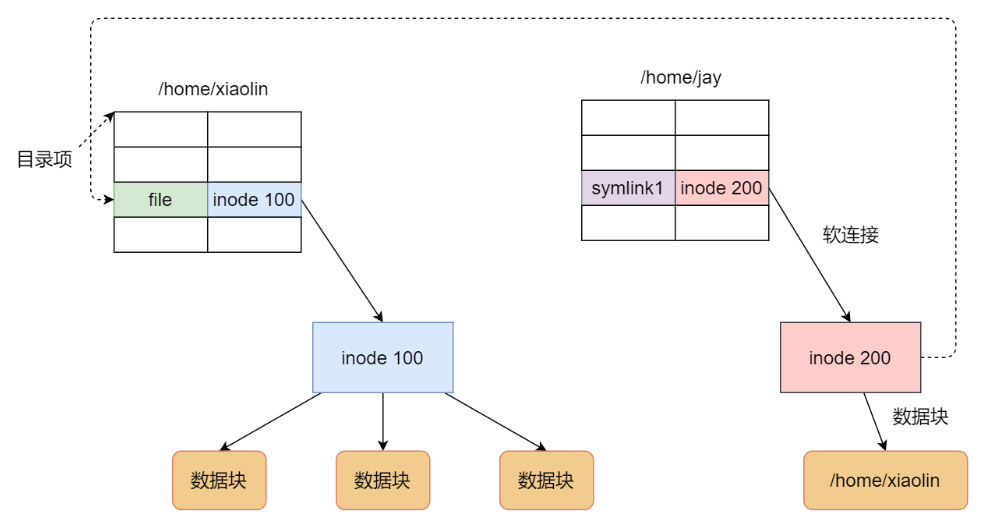 /home/xiaolin
/home/jay
目录项
file inode 100
symlink1 inode 200
软连接
inode 100
inode 200
数据块
数据块 数据块 数据块
/home/xiaolin